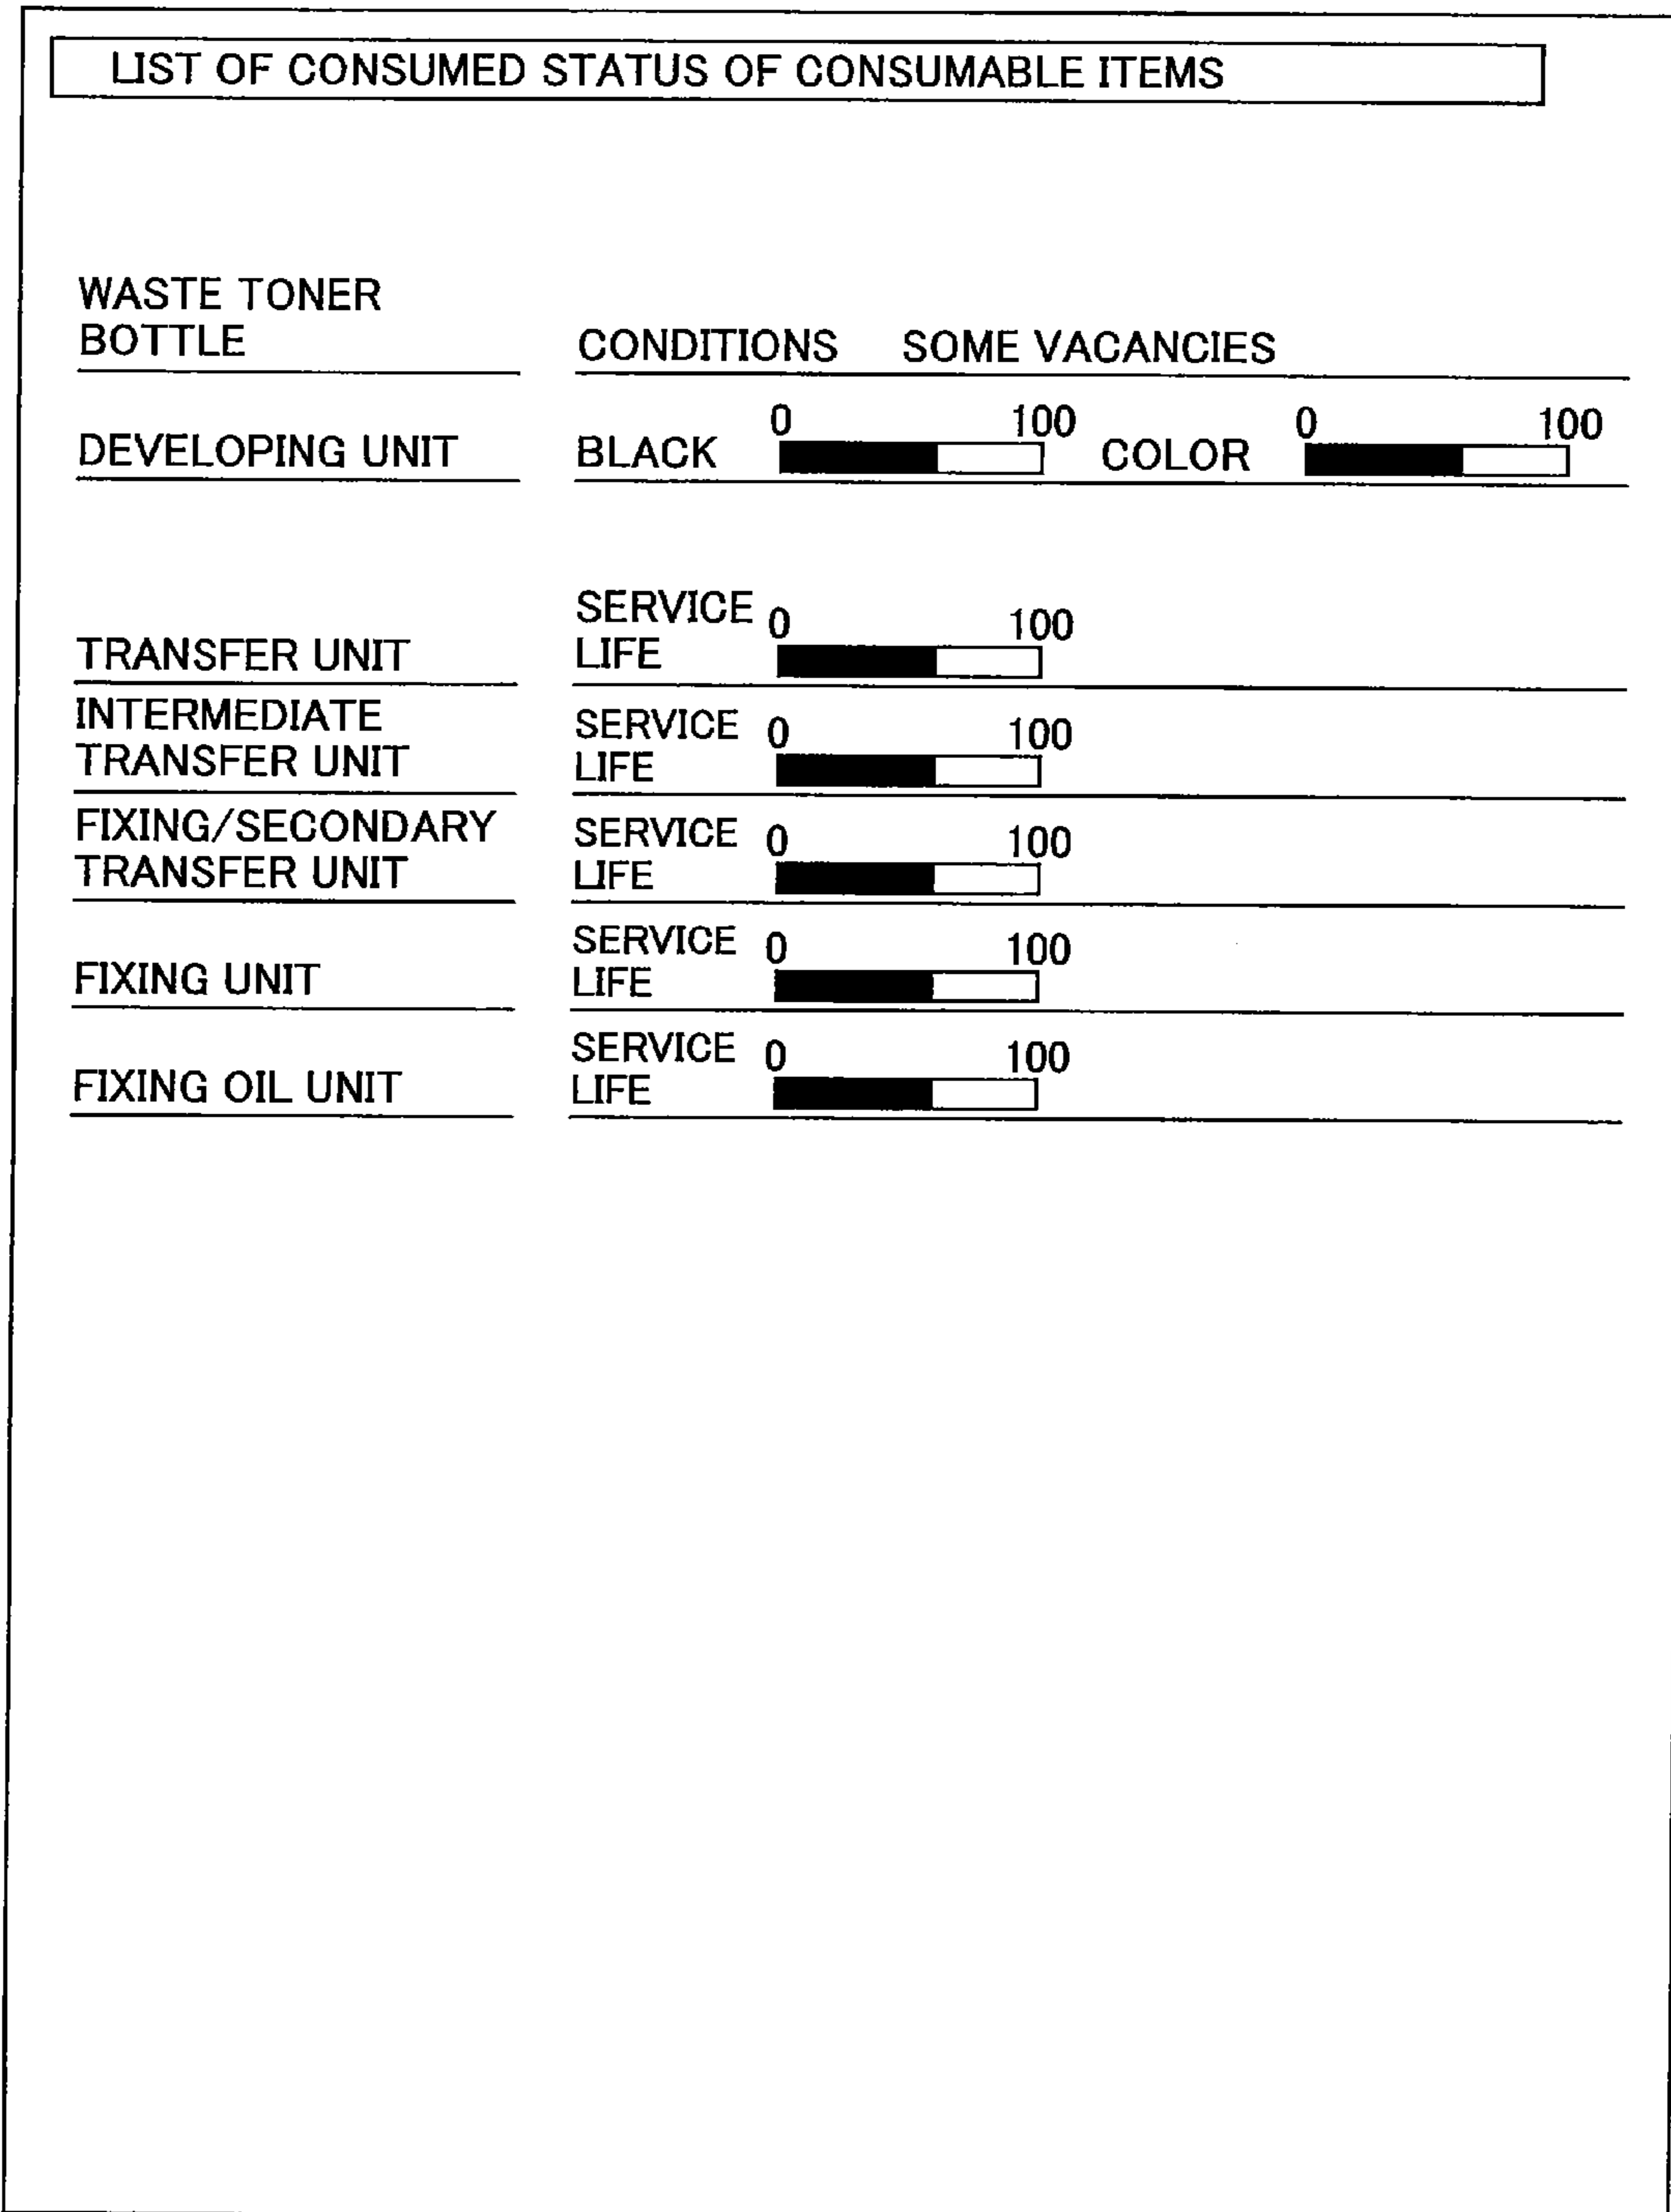 LIST OF CONSUMED STATUS OF CONSUMABLE ITEMS
WASTE TONER
BOTTLE CONDITIONS SOME VACANCIES
0 100 0 100
DEVELOPING UNIT BLACK COLOR
SERVICE 0 100
TRANSFER UNIT LIFE
INTERMEDIATE SERVICE 0 100
TRANSFER UNIT LIFE
FIXING/SECONDARY SERVICE 0 100
TRANSFER UNIT LIFE
SERVICE 0 100
FIXING UNIT LIFE
SERVICE 0 100
FIXING OIL UNIT LIFE